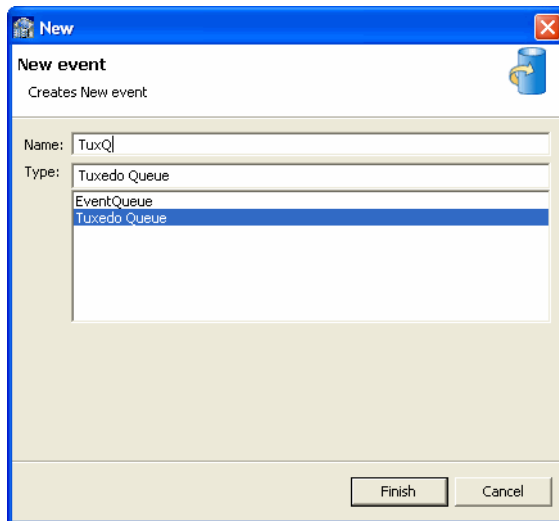 New
New event
Creates New event
Name: TuxQ
Type: Tuxedo Queue
EventQueue
Tuxedo Queue
Finish Cancel